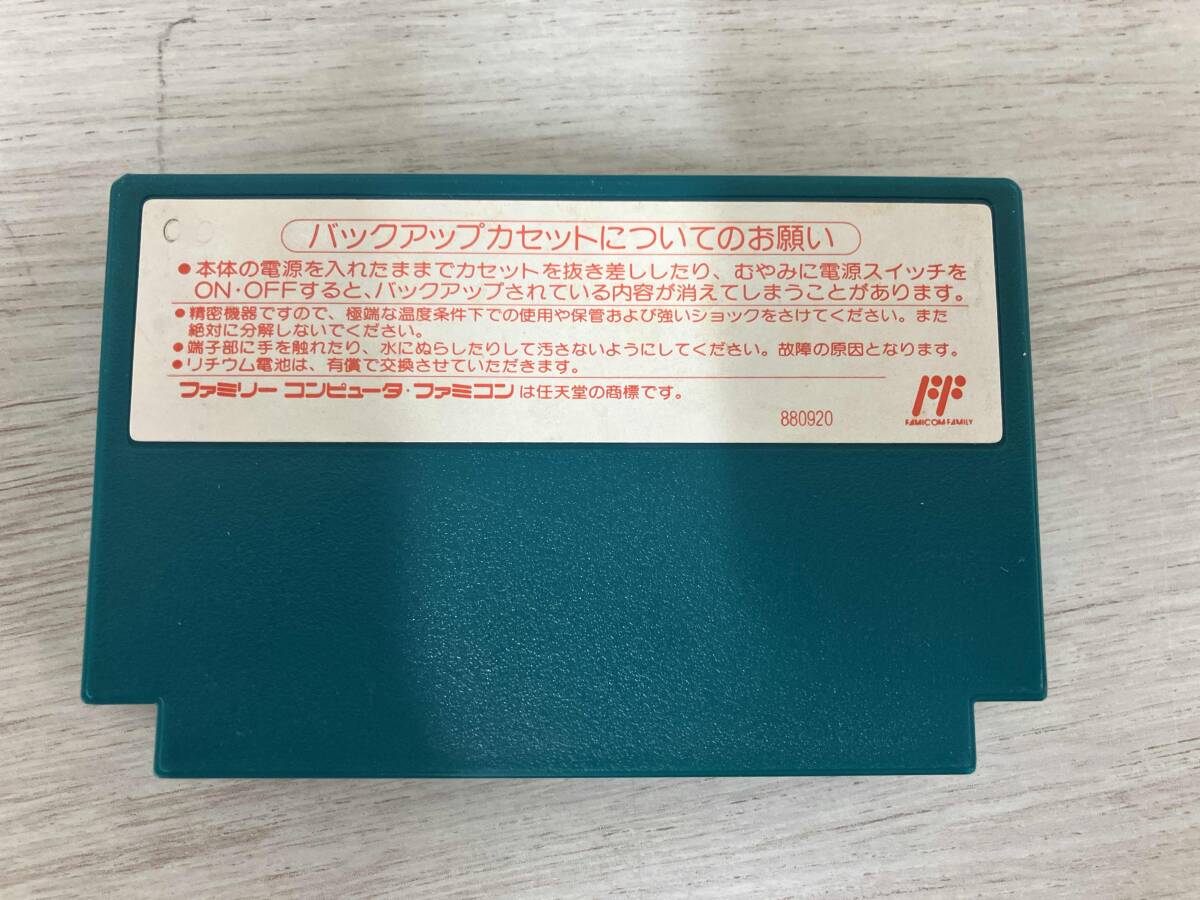 バックアップカセットについてのお願い
●本体の電源を入れたままでカセットを抜き差ししたり、むやみに電源スイッチを
ON・OFFすると、バックアップされている内容が消えてしまうことがあります。
●精密機器ですので、極端な温度条件下での使用や保管および強いショックをさけてください。また
絶対に分解しないでください。
●端子部に手を触れたり、水にぬらしたりして汚さないようにしてください。故障の原因となります。
●リチウム電池は、有償で交換させていただきます。
ファミリーコンピュータ・ファミコンは任天堂の商標です。
880920
FAMICOM FAMILY